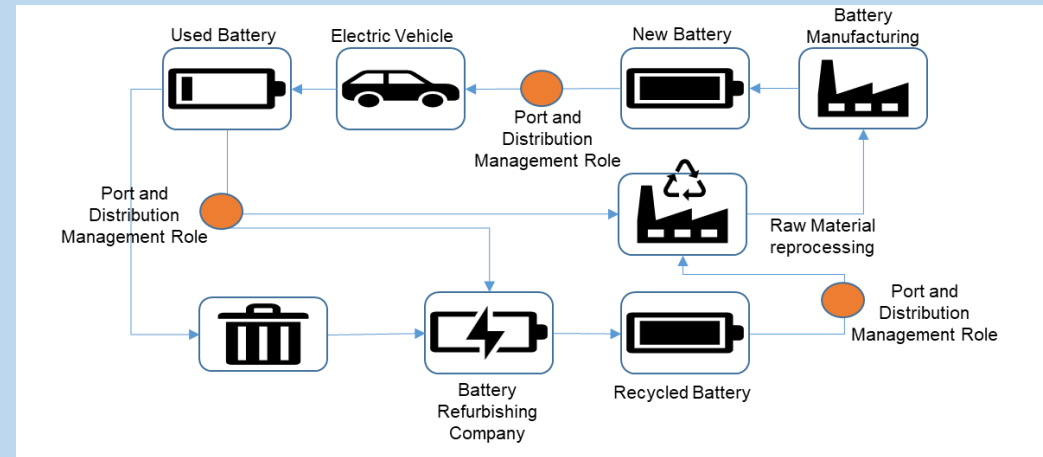 Used Battery
Electric Vehicle
New Battery
Battery
Manufacturing
Port and
Distribution
Management Role
Port and
Distribution
Management Role
Raw Material
reprocessing
Port and
Distribution
Management Role
Battery
Refurbishing
Company
Recycled Battery